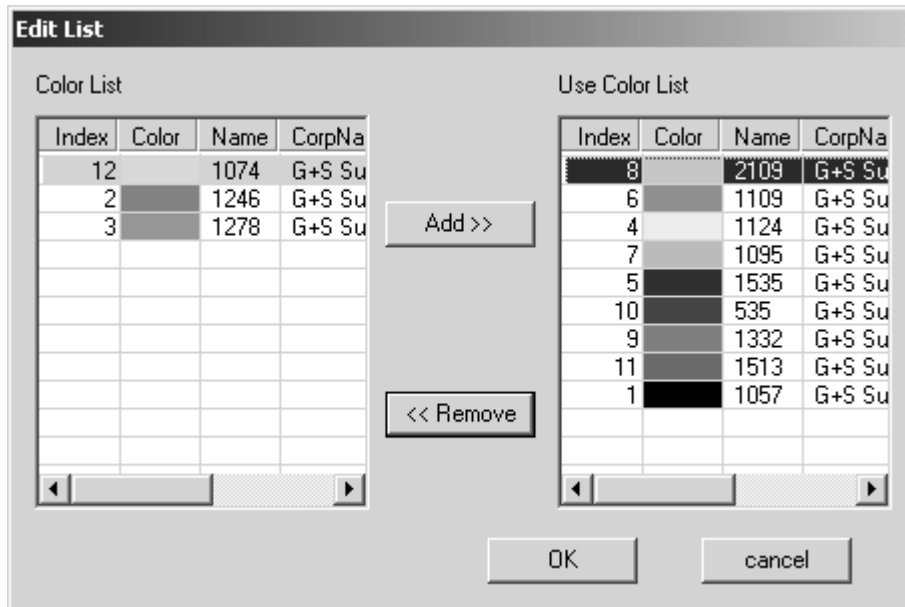 Edit List
Color List
Index Color Name CorpNa
12 1074 G+S Su
2 1246 G+S Su
3 1278 G+S Su
Add >>
<< Remove
Use Color List
Index Color Name CorpNa
8 2109 G+S Su
6 1109 G+S Su
4 1124 G+S Su
7 1095 G+S Su
5 1535 G+S Su
10 535 G+S Su
9 1332 G+S Su
11 1513 G+S Su
1 1057 G+S Su
OK cancel